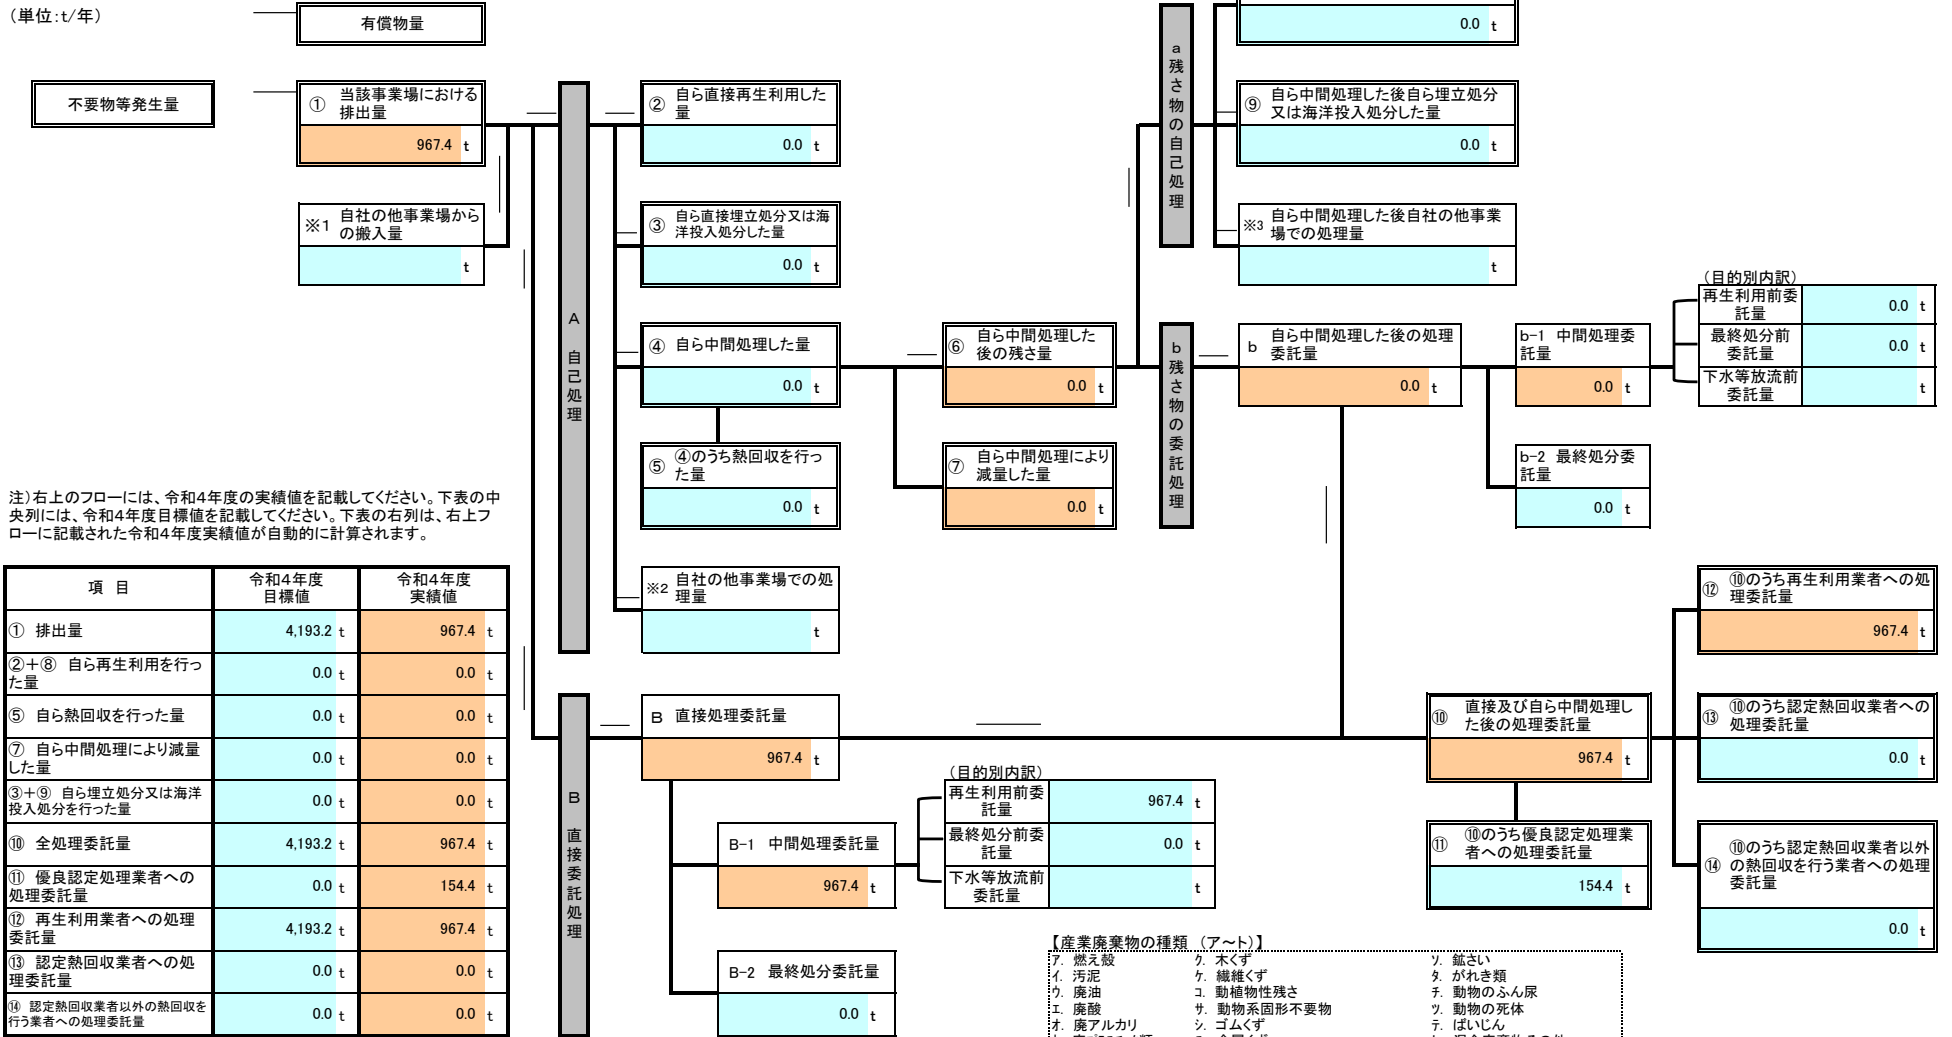 (単位:t/年)
有償物量
0.0 t
不要物等発生量
① 当該事業場における
排出量
967.4 t
※1 自社の他事業場から
の搬入量
t
A
自
己
処
理
② 自ら直接再生利用した
量
0.0 t
③ 自ら直接埋立処分又は海
洋投入処分した量
0.0 t
④ 自ら中間処理した量
0.0 t
⑤ ④のうち熱回収を行っ
た量
0.0 t
※2 自社の他事業場での処
理量
t
⑥ 自ら中間処理した
後の残さ量
0.0 t
⑦ 自ら中間処理により
減量した量
0.0 t
a
残
さ
物
の
自
己
処
理
⑨ 自ら中間処理した後自ら埋立処分
又は海洋投入処分した量
0.0 t
※3 自ら中間処理した後自社の他事業
場での処理量
t
b
残
さ
物
の
委
託
処
理
b 自ら中間処理した後の処理
委託量
0.0 t
b-1 中間処理委
託量
0.0 t
b-2 最終処分委
託量
0.0 t
(目的別内訳)
再生利用前委
託量
0.0 t
最終処分前
委託量
0.0 t
下水等放流前
委託量
t
注)右上のフローには、令和4年度の実績値を記載してください。下表の中
央列には、令和4年度目標値を記載してください。下表の右列は、右上フ
ローに記載された令和4年度実績値が自動的に計算されます。
項 目
令和4年度
目標値
令和4年度
実績値
① 排出量 4,193.2 t 967.4 t
②+⑧ 自ら再生利用を行っ
た量
0.0 t 0.0 t
⑤ 自ら熱回収を行った量 0.0 t 0.0 t
⑦ 自ら中間処理により減量
した量
0.0 t 0.0 t
③+⑨ 自ら埋立処分又は海洋
投入処分を行った量
0.0 t 0.0 t
⑩ 全処理委託量 4,193.2 t 967.4 t
⑪ 優良認定処理業者への
処理委託量
0.0 t 154.4 t
⑫ 再生利用業者への処理
委託量
4,193.2 t 967.4 t
⑬ 認定熱回収業者への処
理委託量
0.0 t 0.0 t
⑭ 認定熱回収業者以外の熱回収を
行う業者への処理委託量
0.0 t 0.0 t
B
直
接
委
託
処
理
B 直接処理委託量
967.4 t
B-1 中間処理委託量
967.4 t
B-2 最終処分委託量
0.0 t
(目的別内訳)
再生利用前委
託量
967.4 t
最終処分前委
託量
0.0 t
下水等放流前
委託量
t
⑩ 直接及び自ら中間処理し
た後の処理委託量
967.4 t
⑪ ⑩のうち優良認定処理業
者への処理委託量
154.4 t
⑫ ⑩のうち再生利用業者への処
理委託量
967.4 t
⑬ ⑩のうち認定熱回収業者への
処理委託量
0.0 t
⑭ ⑩のうち認定熱回収業者以外
の熱回収を行う業者への処理
委託量
0.0 t
【産業廃棄物の種類 (ア~ト)】
ア. 燃え殻 ク. 木くず ソ. 鉱さい
イ. 汚泥 ケ. 繊維くず タ. がれき類
ウ. 廃油 コ. 動植物性残さ チ. 動物のふん尿
エ. 廃酸 サ. 動物系固形不要物 ツ. 動物の死体
オ. 廃アルカリ シ. ゴムくず テ. ばいじん